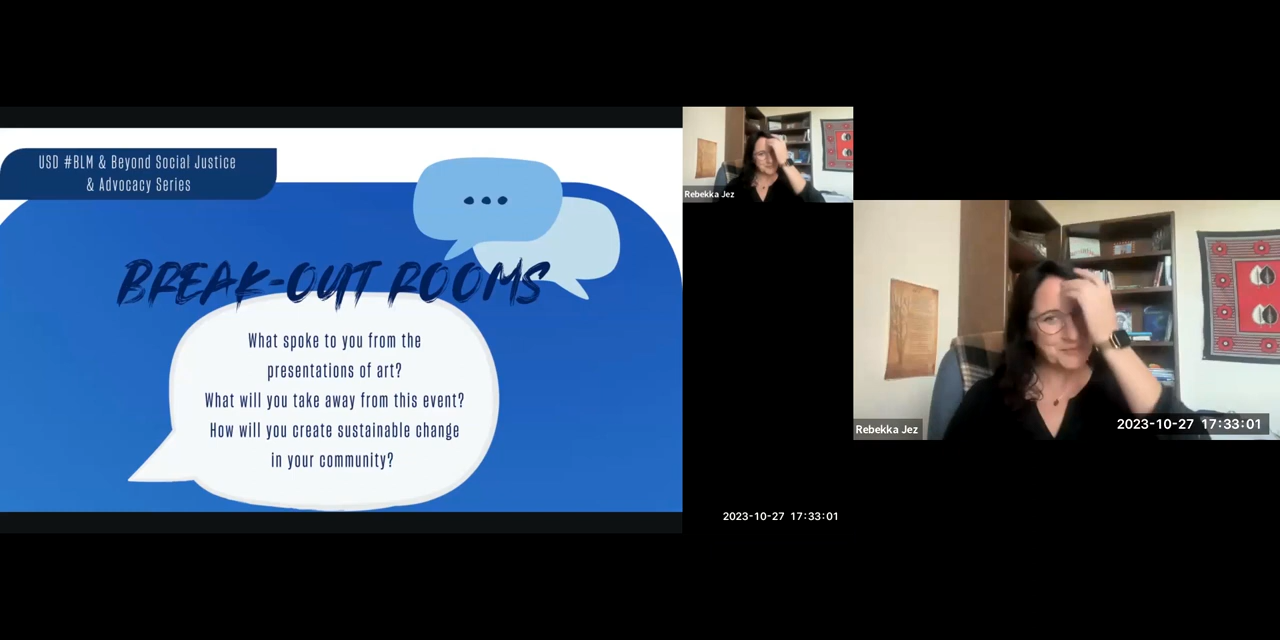 USD #BLM & Beyond Social Justice
& Advocacy Series
BREAK-OUT ROOMS
What spoke to you from the
presentations of art?
What will you take away from this event?
How will you create sustainable change
in your community?
Rebekka Jez
2023-10-27 17:33:01
Rebekka Jez
2023-10-27 17:33:01